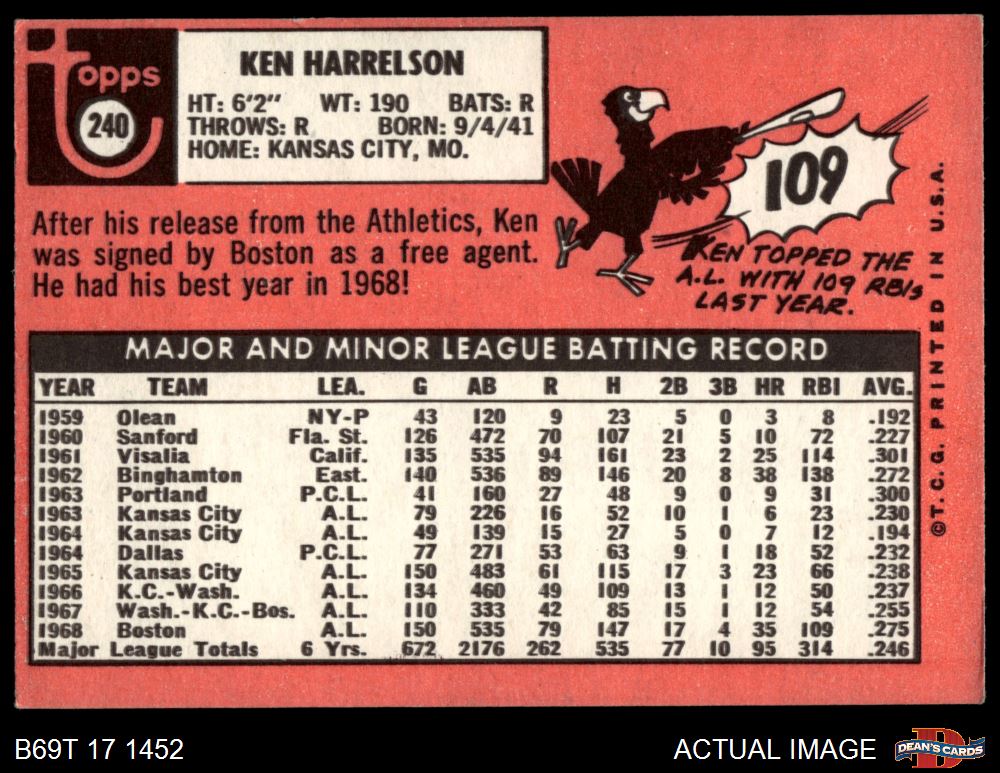 topps
240
KEN HARRELSON
HT: 6'2" WT: 190 BATS: R
THROWS: R BORN: 9/4/41
HOME: KANSAS CITY, MO.
After his release from the Athletics, Ken
was signed by Boston as a free agent.
He had his best year in 1968!
109
KEN TOPPED THE
A.L. WITH 109 RBIs
LAST YEAR.
MAJOR AND MINOR LEAGUE BATTING RECORD
YEAR TEAM LEA. G AB R H 2B 3B HR RBI AVG.
1959 Olean NY-P 43 120 9 23 5 0 3 8 .192
1960 Sanford Fla. St. 126 472 70 107 21 5 10 72 .227
1961 Visalia Calif. 135 535 94 161 23 2 25 114 .301
1962 Binghamton East. 140 536 89 146 20 8 38 138 .272
1963 Portland P.C.L. 41 160 27 48 9 0 9 31 .300
1963 Kansas City A.L. 79 226 16 52 10 1 6 23 .230
1964 Kansas City A.L. 49 139 15 27 5 0 7 12 .194
1964 Dallas P.C.L. 77 271 53 63 9 1 18 52 .232
1965 Kansas City A.L. 150 483 61 115 17 3 23 66 .238
1966 K.C.-Wash. A.L. 134 460 49 109 13 1 12 50 .237
1967 Wash.-K.C.-Bos. A.L. 110 333 42 85 15 1 12 54 .255
1968 Boston A.L. 150 535 79 147 17 4 35 109 .275
Major League Totals 6 Yrs. 672 2176 262 535 77 10 95 314 .246
©T.C.G. PRINTED IN U.S.A.
B69T 17 1452
ACTUAL IMAGE
D
DEAN'S CARDS